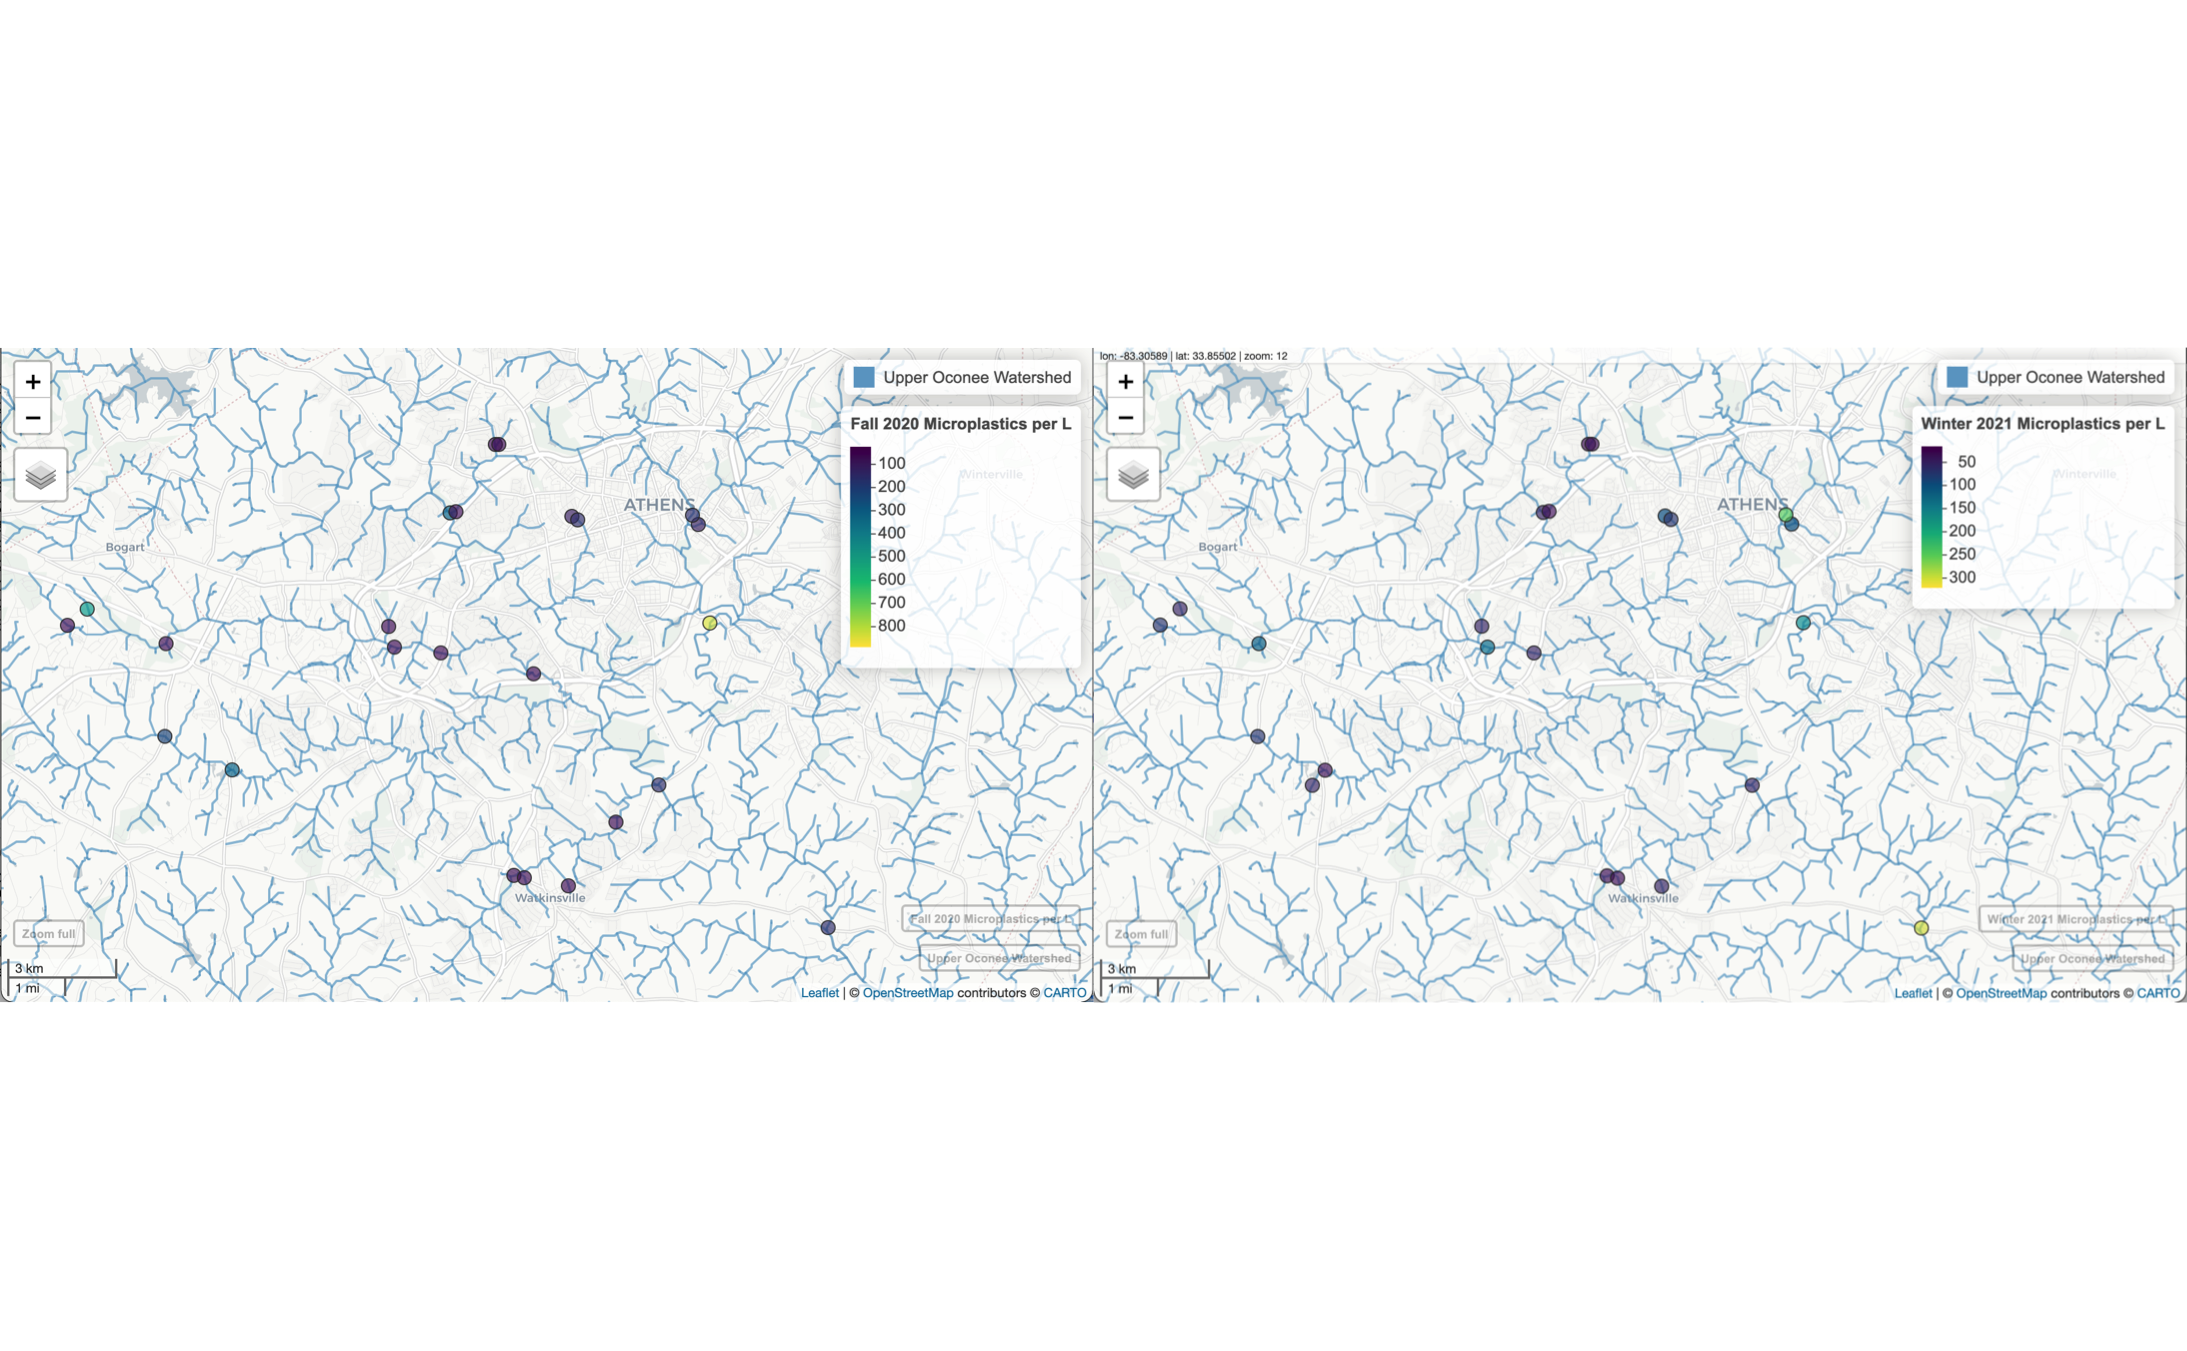 +
−
Upper Oconee Watershed
Fall 2020 Microplastics per L
100
200
300
400
500
600
700
800
Winterville
ATHENS
Bogart
Watkinsville
Zoom full
Fall 2020 Microplastics per L
Upper Oconee Watershed
3 km
1 mi
Leaflet | © OpenStreetMap contributors © CARTO
lon: -83.30589 | lat: 33.85502 | zoom: 12
+
−
Upper Oconee Watershed
Winter 2021 Microplastics per L
50
100
150
200
250
300
Winterville
ATHENS
Bogart
Watkinsville
Zoom full
Winter 2021 Microplastics per L
Upper Oconee Watershed
3 km
1 mi
Leaflet | © OpenStreetMap contributors © CARTO